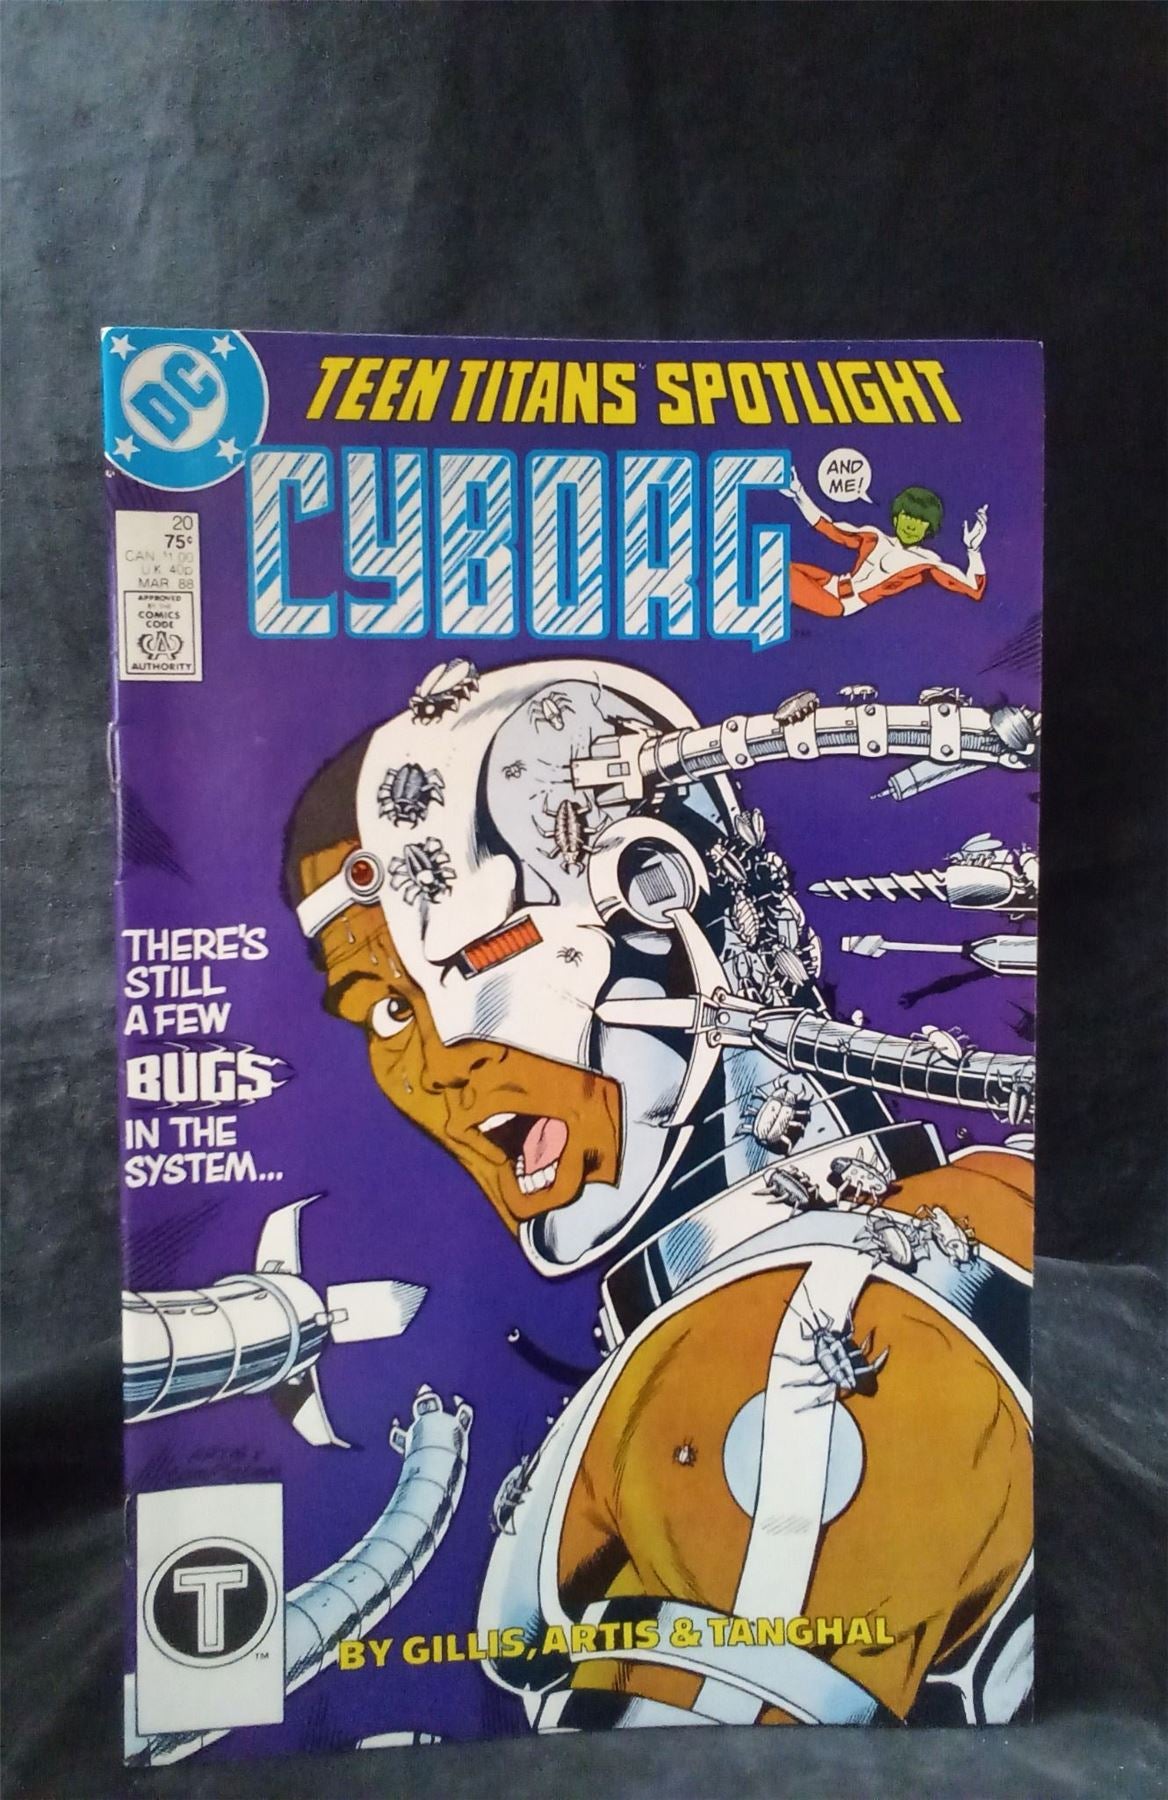 DC
TEEN TITANS SPOTLIGHT
CYBORG
AND
ME!
20
75¢
CAN. $1.00
U.K. 40p
MAR 88
APPROVED
BY THE
COMICS
CODE
CA
AUTHORITY
THERE'S
STILL
A FEW
BUGS
IN THE
SYSTEM...
T
TM
BY GILLIS, ARTIS & TANGHAL